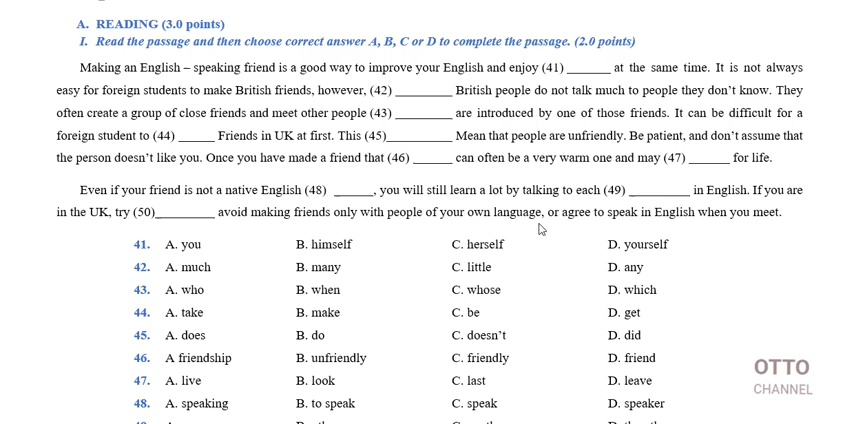 A. READING (3.0 points)
I. Read the passage and then choose correct answer A, B, C or D to complete the passage. (2.0 points)
Making an English – speaking friend is a good way to improve your English and enjoy (41) _______ at the same time. It is not always
easy for foreign students to make British friends, however, (42) _________ British people do not talk much to people they don't know. They
often create a group of close friends and meet other people (43) _________ are introduced by one of those friends. It can be difficult for a
foreign student to (44) ______ Friends in UK at first. This (45)__________ Mean that people are unfriendly. Be patient, and don't assume that
the person doesn't like you. Once you have made a friend that (46) ______ can often be a very warm one and may (47) ______ for life.
Even if your friend is not a native English (48) ______, you will still learn a lot by talking to each (49) _________ in English. If you are
in the UK, try (50)_________ avoid making friends only with people of your own language, or agree to speak in English when you meet.
41. A. you B. himself C. herself D. yourself
42. A. much B. many C. little D. any
43. A. who B. when C. whose D. which
44. A. take B. make C. be D. get
45. A. does B. do C. doesn't D. did
46. A friendship B. unfriendly C. friendly D. friend
47. A. live B. look C. last D. leave
48. A. speaking B. to speak C. speak D. speaker
OTTO
CHANNEL